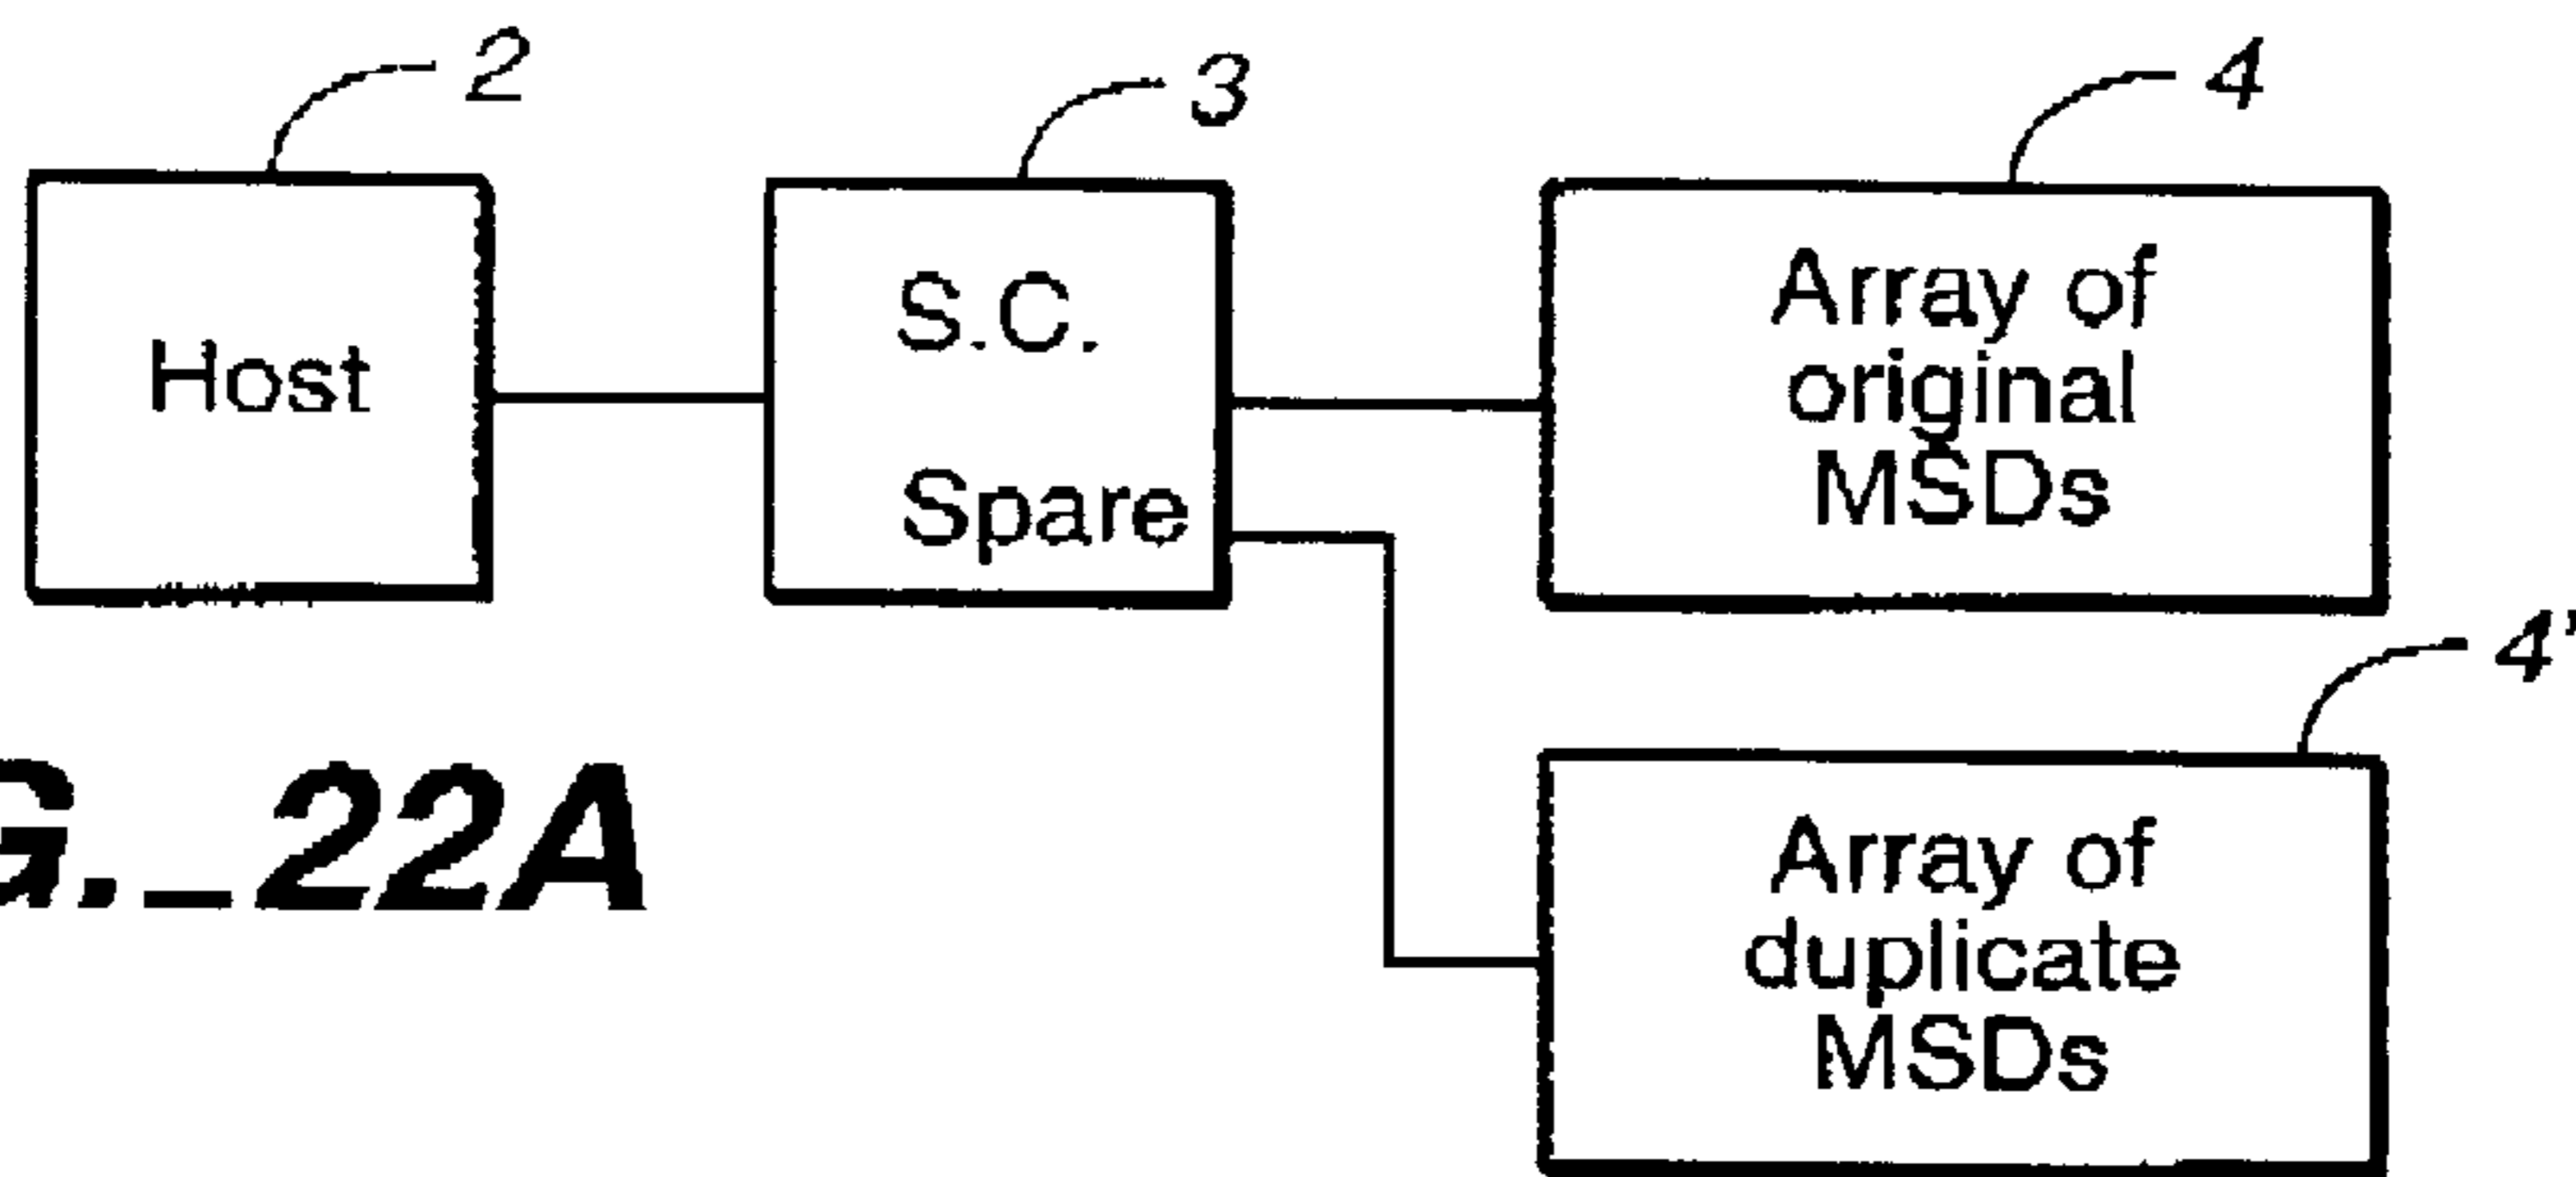 2
3
4
Host
S.C.
Spare
Array of
original
MSDs
4'
G._22A
Array of
duplicate
MSDs